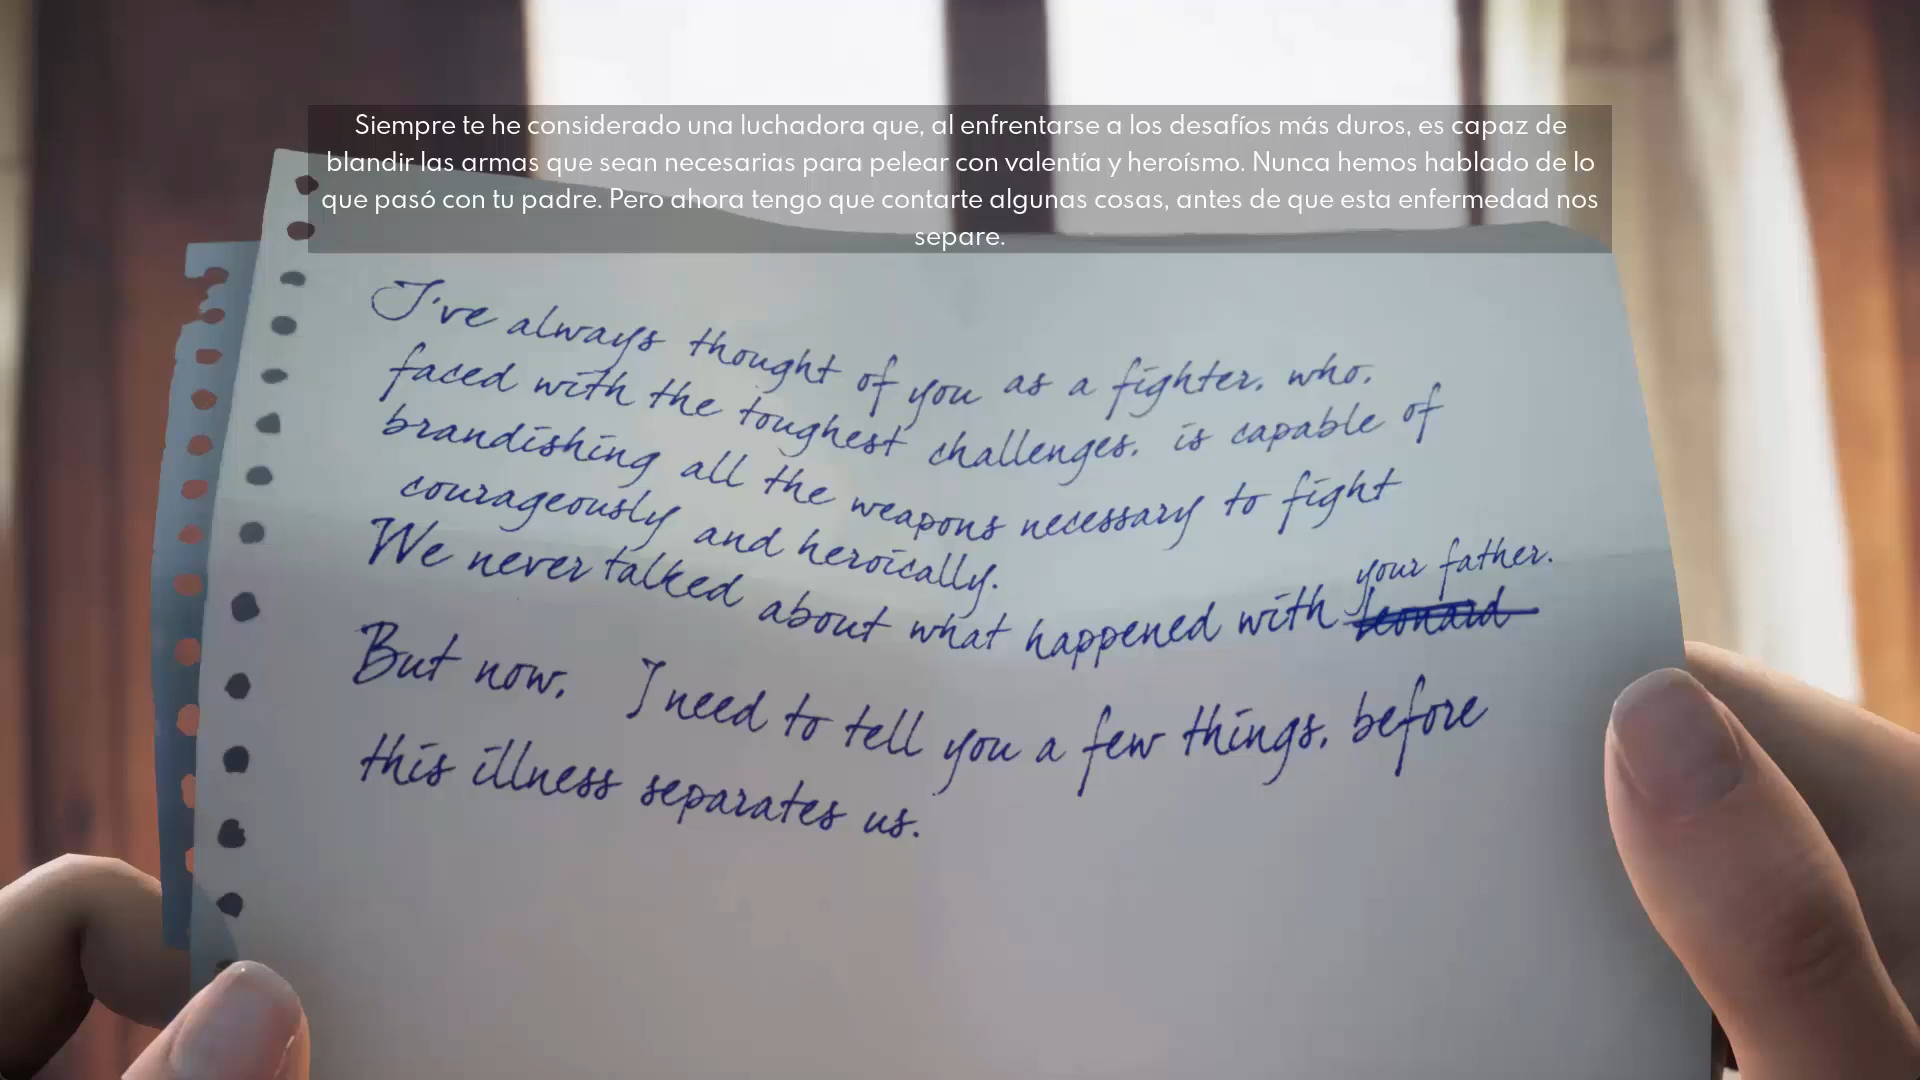 Siempre te he considerado una luchadora que, al enfrentarse a los desafíos más duros, es capaz de
blandir las armas que sean necesarias para pelear con valentía y heroísmo. Nunca hemos hablado de lo
que pasó con tu padre. Pero ahora tengo que contarte algunas cosas, antes de que esta enfermedad nos
separe.
I've always thought of you as a fighter, who,
faced with the toughest challenges, is capable of
brandishing all the weapons necessary to fight
courageously and heroically.
your father.
We never talked about what happened with Leonard
But now, I need to tell you a few things, before
this illness separates us.